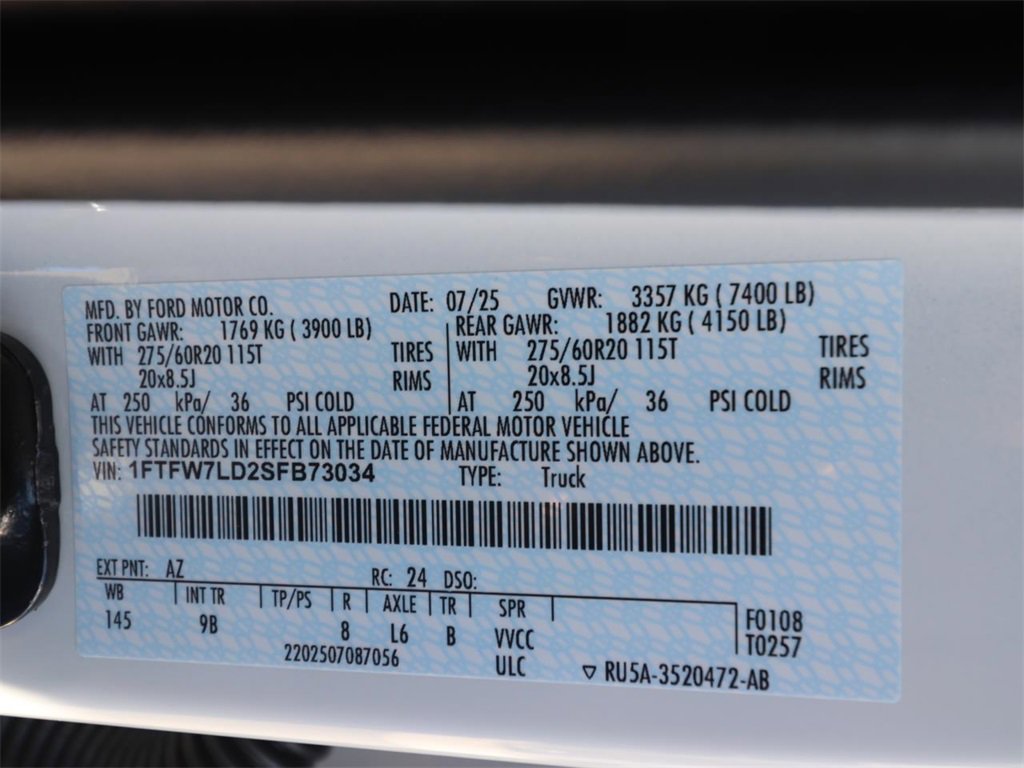 MFD. BY FORD MOTOR CO. DATE: 07/25 GVWR: 3357 KG ( 7400 LB)
FRONT GAWR: 1769 KG ( 3900 LB) REAR GAWR: 1882 KG ( 4150 LB)
WITH 275/60R20 115T TIRES WITH 275/60R20 115T TIRES
20x8.5J RIMS 20x8.5J RIMS
AT 250 kPa/ 36 PSI COLD AT 250 kPa/ 36 PSI COLD
THIS VEHICLE CONFORMS TO ALL APPLICABLE FEDERAL MOTOR VEHICLE
SAFETY STANDARDS IN EFFECT ON THE DATE OF MANUFACTURE SHOWN ABOVE.
VIN: 1FTFW7LD2SFB73034 TYPE: Truck
EXT PNT: AZ RC: 24 DSO:
WB INT TR TP/PS R AXLE TR SPR F0108
145 9B 8 L6 B VVCC T0257
2202507087056 ULC ▽ RU5A-3520472-AB